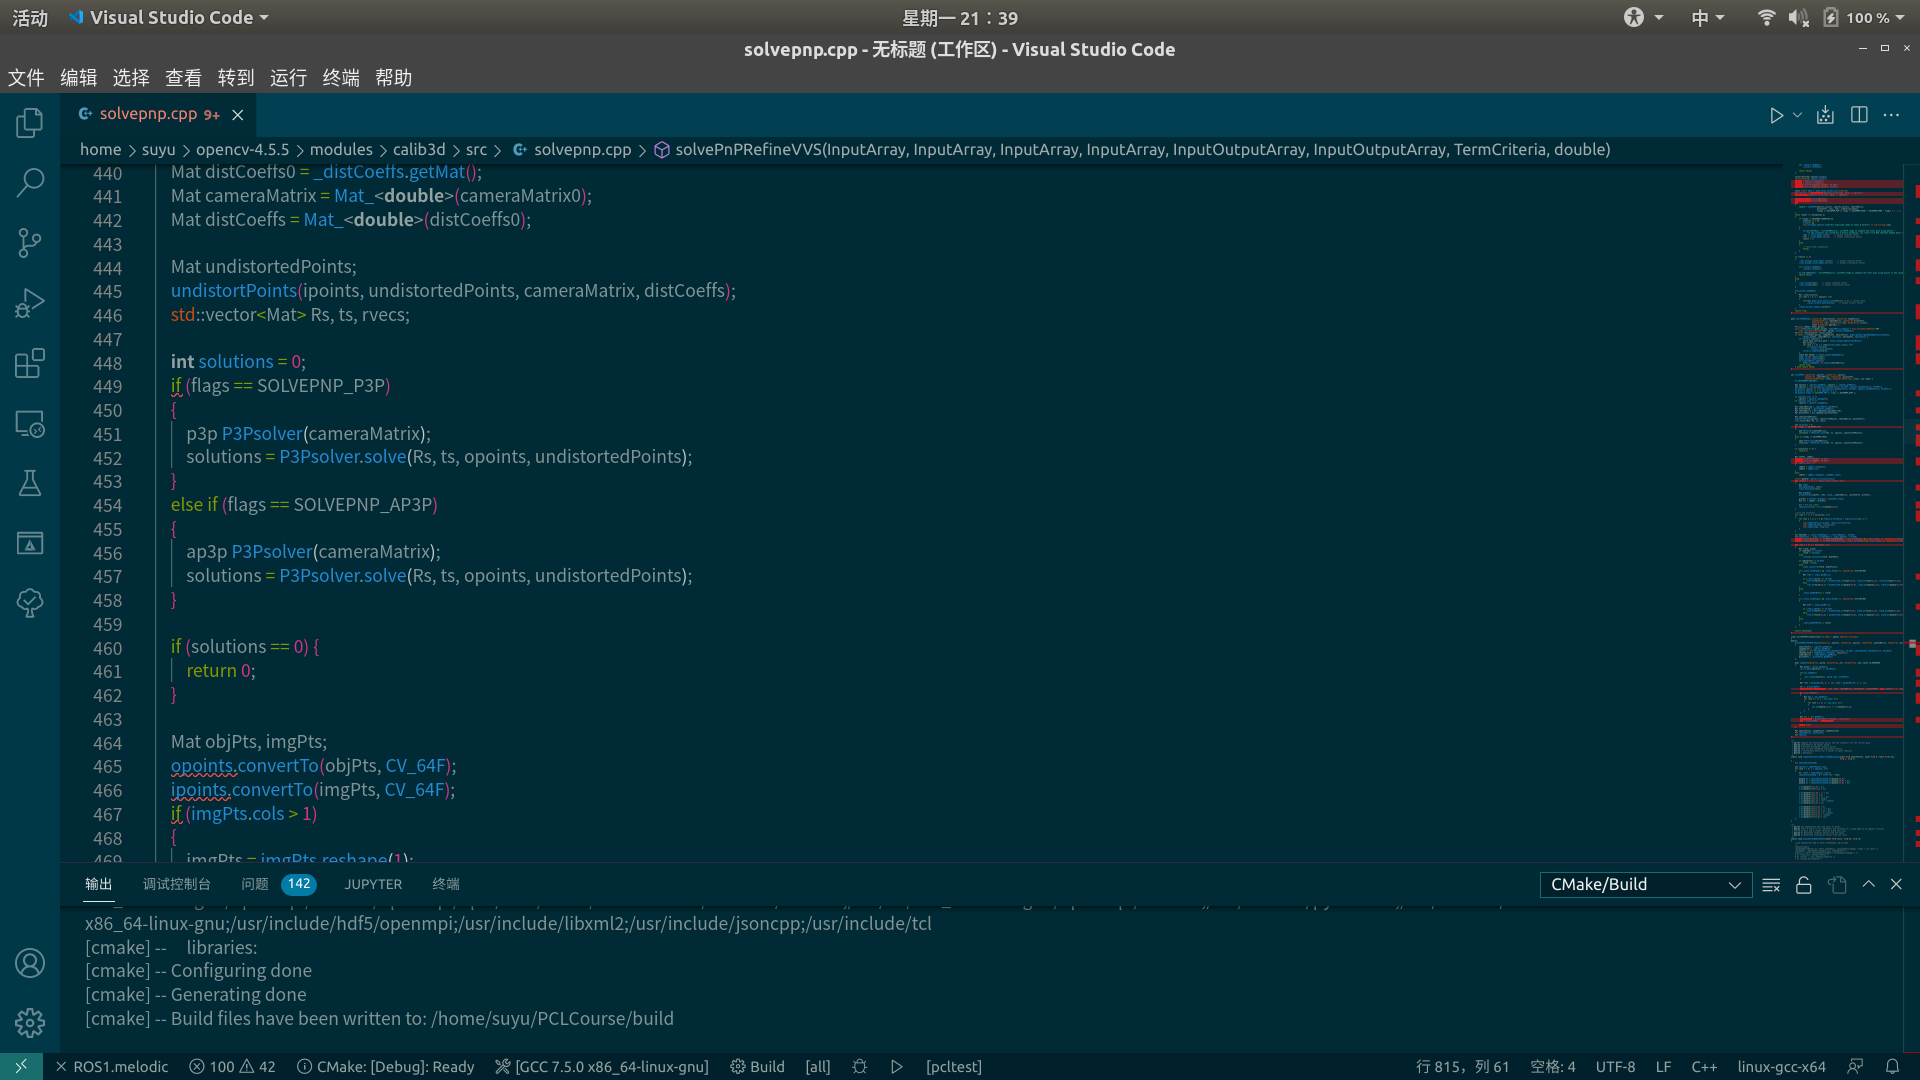 活动 Visual Studio Code 星期一 21：39 中 100 %
solvepnp.cpp - 无标题 (工作区) - Visual Studio Code
文件 编辑 选择 查看 转到 运行 终端 帮助
solvepnp.cpp 9+
home > suyu > opencv-4.5.5 > modules > calib3d > src > solvepnp.cpp > solvePnPRefineVVS(InputArray, InputArray, InputArray, InputArray, InputOutputArray, InputOutputArray, TermCriteria, double)
440 Mat distCoeffs0 = _distCoeffs.getMat();
441 Mat cameraMatrix = Mat_<double>(cameraMatrix0);
442 Mat distCoeffs = Mat_<double>(distCoeffs0);
443
444 Mat undistortedPoints;
445 undistortPoints(ipoints, undistortedPoints, cameraMatrix, distCoeffs);
446 std::vector<Mat> Rs, ts, rvecs;
447
448 int solutions = 0;
449 if (flags == SOLVEPNP_P3P)
450 {
451 p3p P3Psolver(cameraMatrix);
452 solutions = P3Psolver.solve(Rs, ts, opoints, undistortedPoints);
453 }
454 else if (flags == SOLVEPNP_AP3P)
455 {
456 ap3p P3Psolver(cameraMatrix);
457 solutions = P3Psolver.solve(Rs, ts, opoints, undistortedPoints);
458 }
459
460 if (solutions == 0) {
461 return 0;
462 }
463
464 Mat objPts, imgPts;
465 opoints.convertTo(objPts, CV_64F);
466 ipoints.convertTo(imgPts, CV_64F);
467 if (imgPts.cols > 1)
468 {
469 imgPts = imgPts.reshape(1);
输出 调试控制台 问题 142 JUPYTER 终端 CMake/Build
x86_64-linux-gnu;/usr/include/hdf5/openmpi;/usr/include/libxml2;/usr/include/jsoncpp;/usr/include/tcl
[cmake] -- libraries:
[cmake] -- Configuring done
[cmake] -- Generating done
[cmake] -- Build files have been written to: /home/suyu/PCLCourse/build
ROS1.melodic 100 42 CMake: [Debug]: Ready [GCC 7.5.0 x86_64-linux-gnu] Build [all] [pcltest] 行 815，列 61 空格: 4 UTF-8 LF C++ linux-gcc-x64